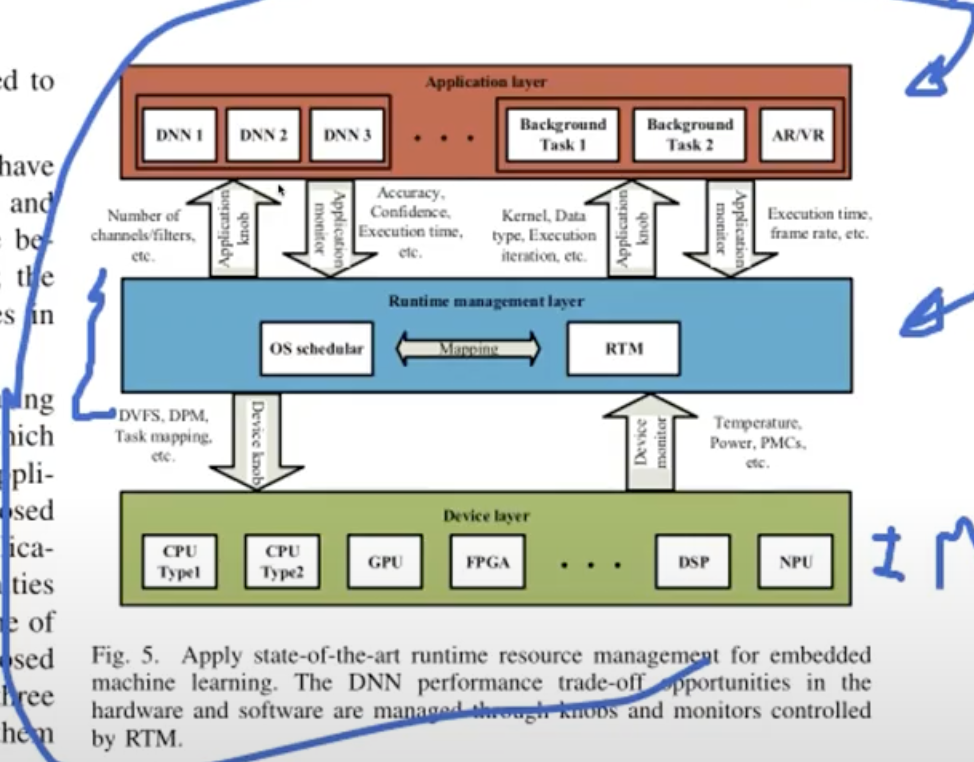 ed to
have
and
be-
the
es in
ing
hich
ppli-
osed
ica-
ities
ne of
osed
hree
them
Application layer
DNN 1
DNN 2
DNN 3
. . .
Background
Task 1
Background
Task 2
AR/VR
Number of
channels/filters,
etc.
Application
knob
Application
monitor
Accuracy,
Confidence,
Execution time,
etc.
Kernel, Data
type, Execution
iteration, etc.
Application
knob
Application
monitor
Execution time,
frame rate, etc.
Runtime management layer
OS schedular
Mapping
RTM
DVFS, DPM,
Task mapping,
etc.
Device knob
Device
monitor
Temperature,
Power, PMCs,
etc.
Device layer
CPU
Type1
CPU
Type2
GPU
FPGA
. . .
DSP
NPU
I
Fig. 5. Apply state-of-the-art runtime resource management for embedded
machine learning. The DNN performance trade-off opportunities in the
hardware and software are managed through knobs and monitors controlled
by RTM.